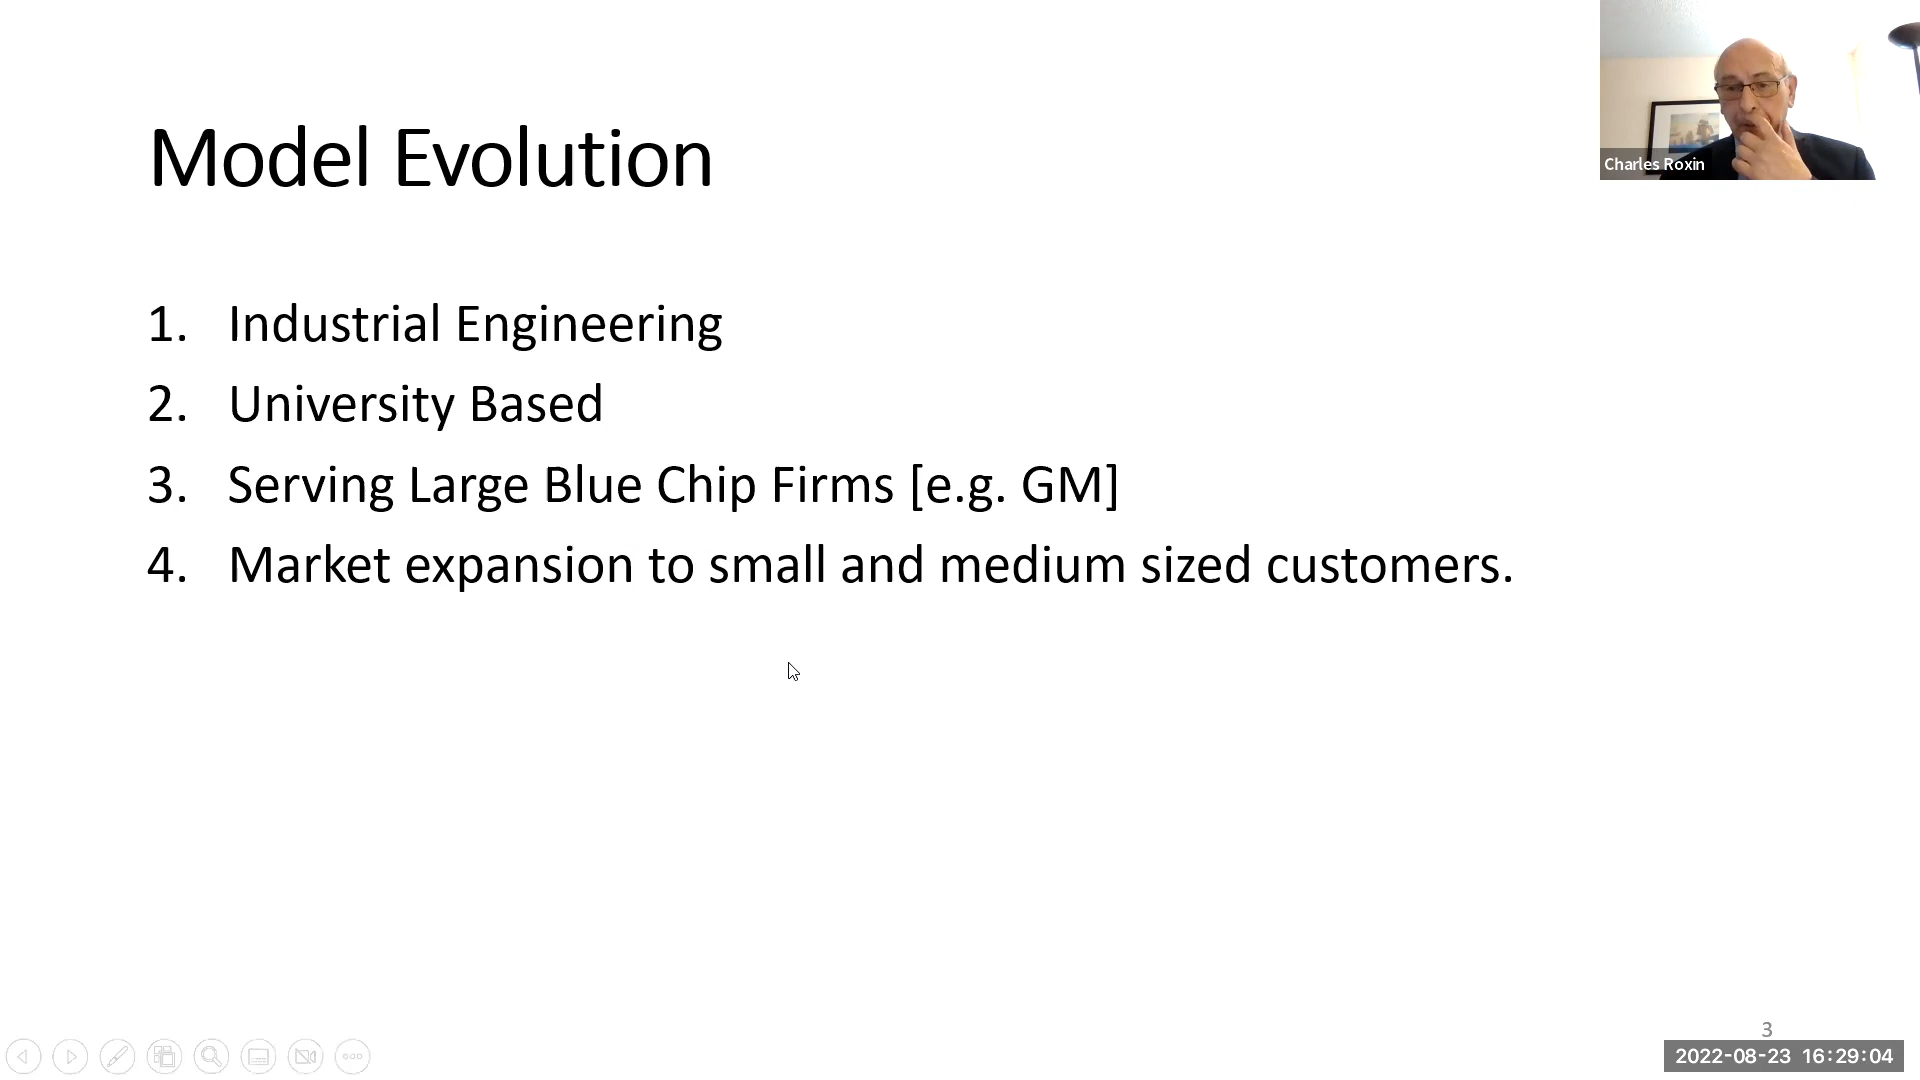 Model Evolution
Charles Roxin
1. Industrial Engineering
2. University Based
3. Serving Large Blue Chip Firms [e.g. GM]
4. Market expansion to small and medium sized customers.
3
2022-08-23 16:29:04